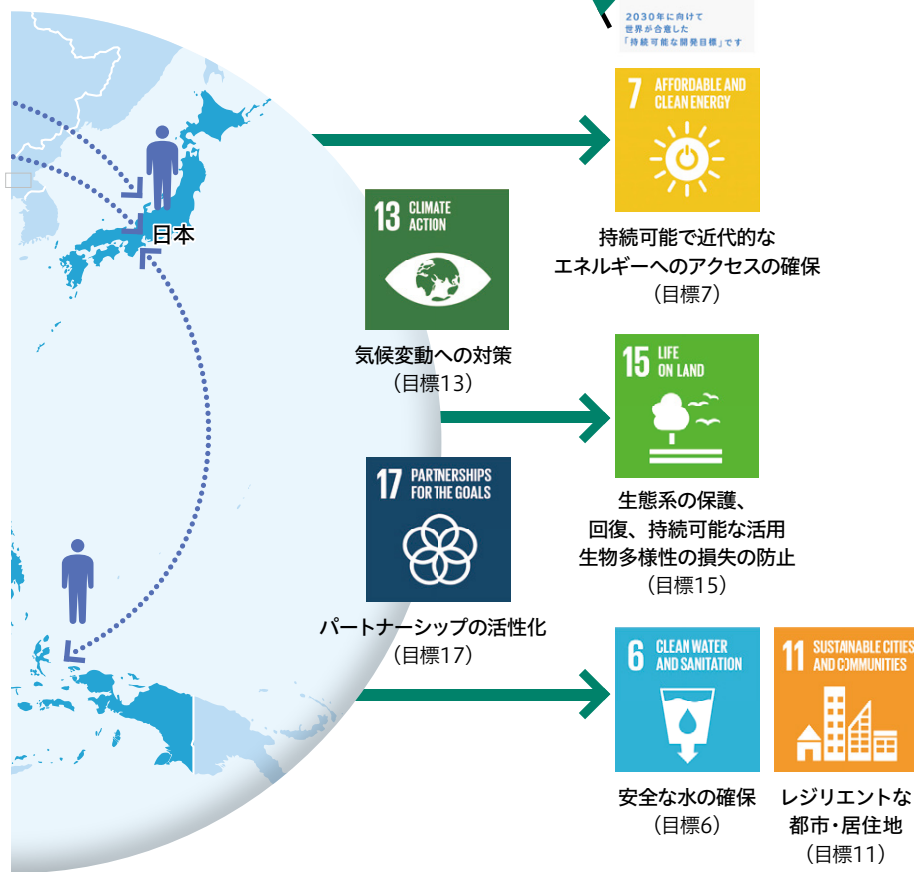 2030年に向けて
世界が合意した
「持続可能な開発目標」です
7 AFFORDABLE AND
CLEAN ENERGY
持続可能で近代的な
エネルギーへのアクセスの確保
(目標7)
日本
13 CLIMATE
ACTION
気候変動への対策
(目標13)
15 LIFE
ON LAND
生態系の保護、
回復、持続可能な活用
生物多様性の損失の防止
(目標15)
17 PARTNERSHIPS
FOR THE GOALS
パートナーシップの活性化
(目標17)
6 CLEAN WATER
AND SANITATION
安全な水の確保
(目標6)
11 SUSTAINABLE CITIES
AND COMMUNITIES
レジリエントな
都市・居住地
(目標11)